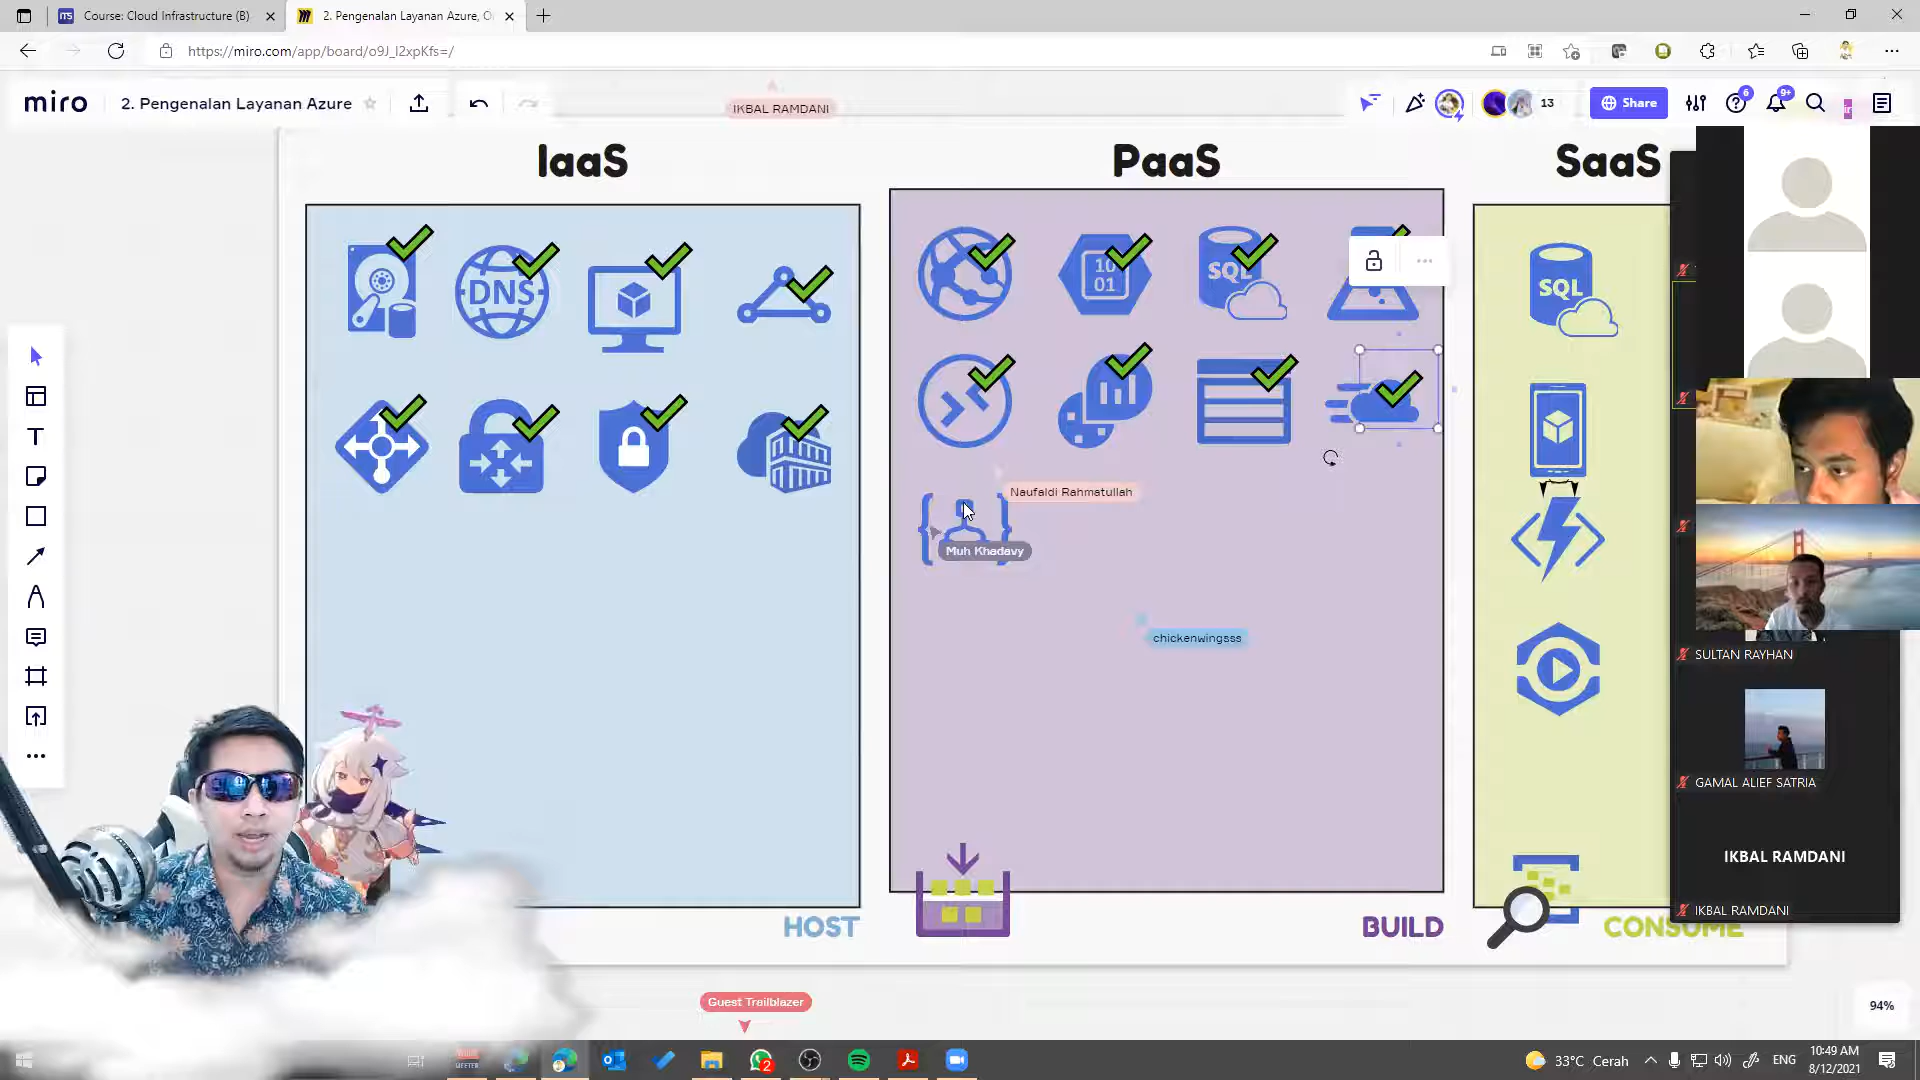 Course: Cloud Infrastructure (B)
2. Pengenalan Layanan Azure, O
https://miro.com/app/board/o9J_l2xpKfs=/
miro
2. Pengenalan Layanan Azure
IKBAL RAMDANI
13
Share
6
9+
IaaS
PaaS
SaaS
DNS
10
01
SQL
SQL
Naufaldi Rahmatullah
Muh Khadavy
chickenwingsss
SULTAN RAYHAN
GAMAL ALIEF SATRIA
IKBAL RAMDANI
IKBAL RAMDANI
HOST
BUILD
CONSUME
Guest Trailblazer
94%
2
33°C Cerah
ENG
10:49 AM
8/12/2021